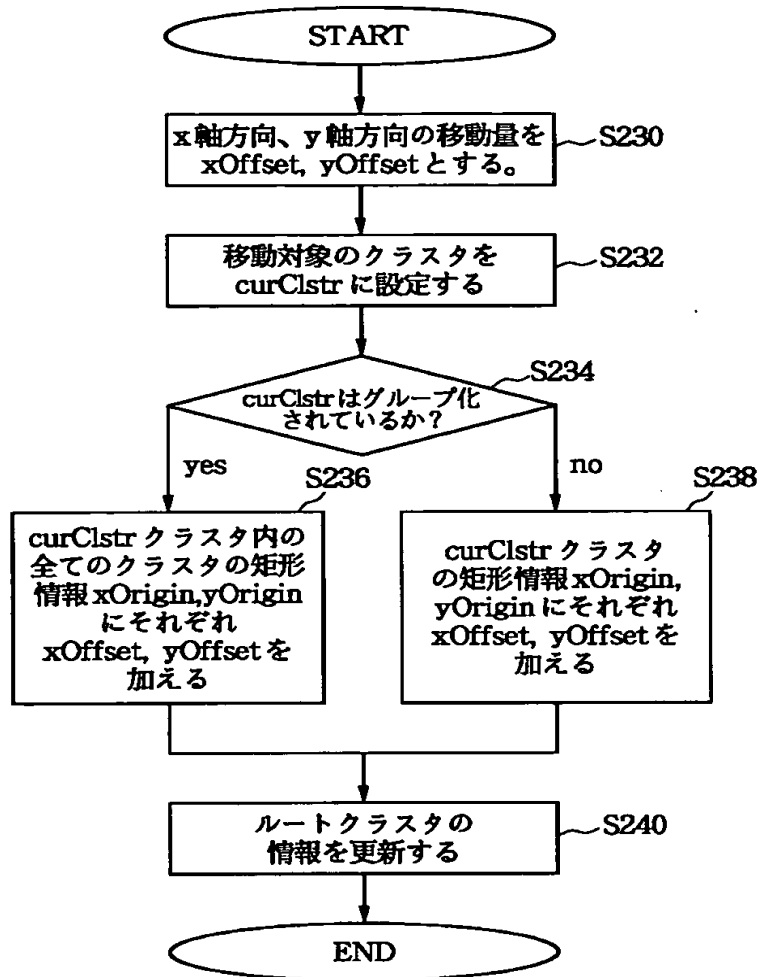 START
x軸方向、y軸方向の移動量を
xOffset, yOffsetとする。
S230
移動対象のクラスタを
curClstrに設定する
S232
curClstrはグループ化
されているか？
S234
yes
no
S236
curClstrクラスタ内の
全てのクラスタの矩形
情報xOrigin,yOrigin
にそれぞれ
xOffset, yOffsetを
加える
S238
curClstrクラスタ
の矩形情報xOrigin,
yOriginにそれぞれ
xOffset, yOffsetを
加える
ルートクラスタの
情報を更新する
S240
END